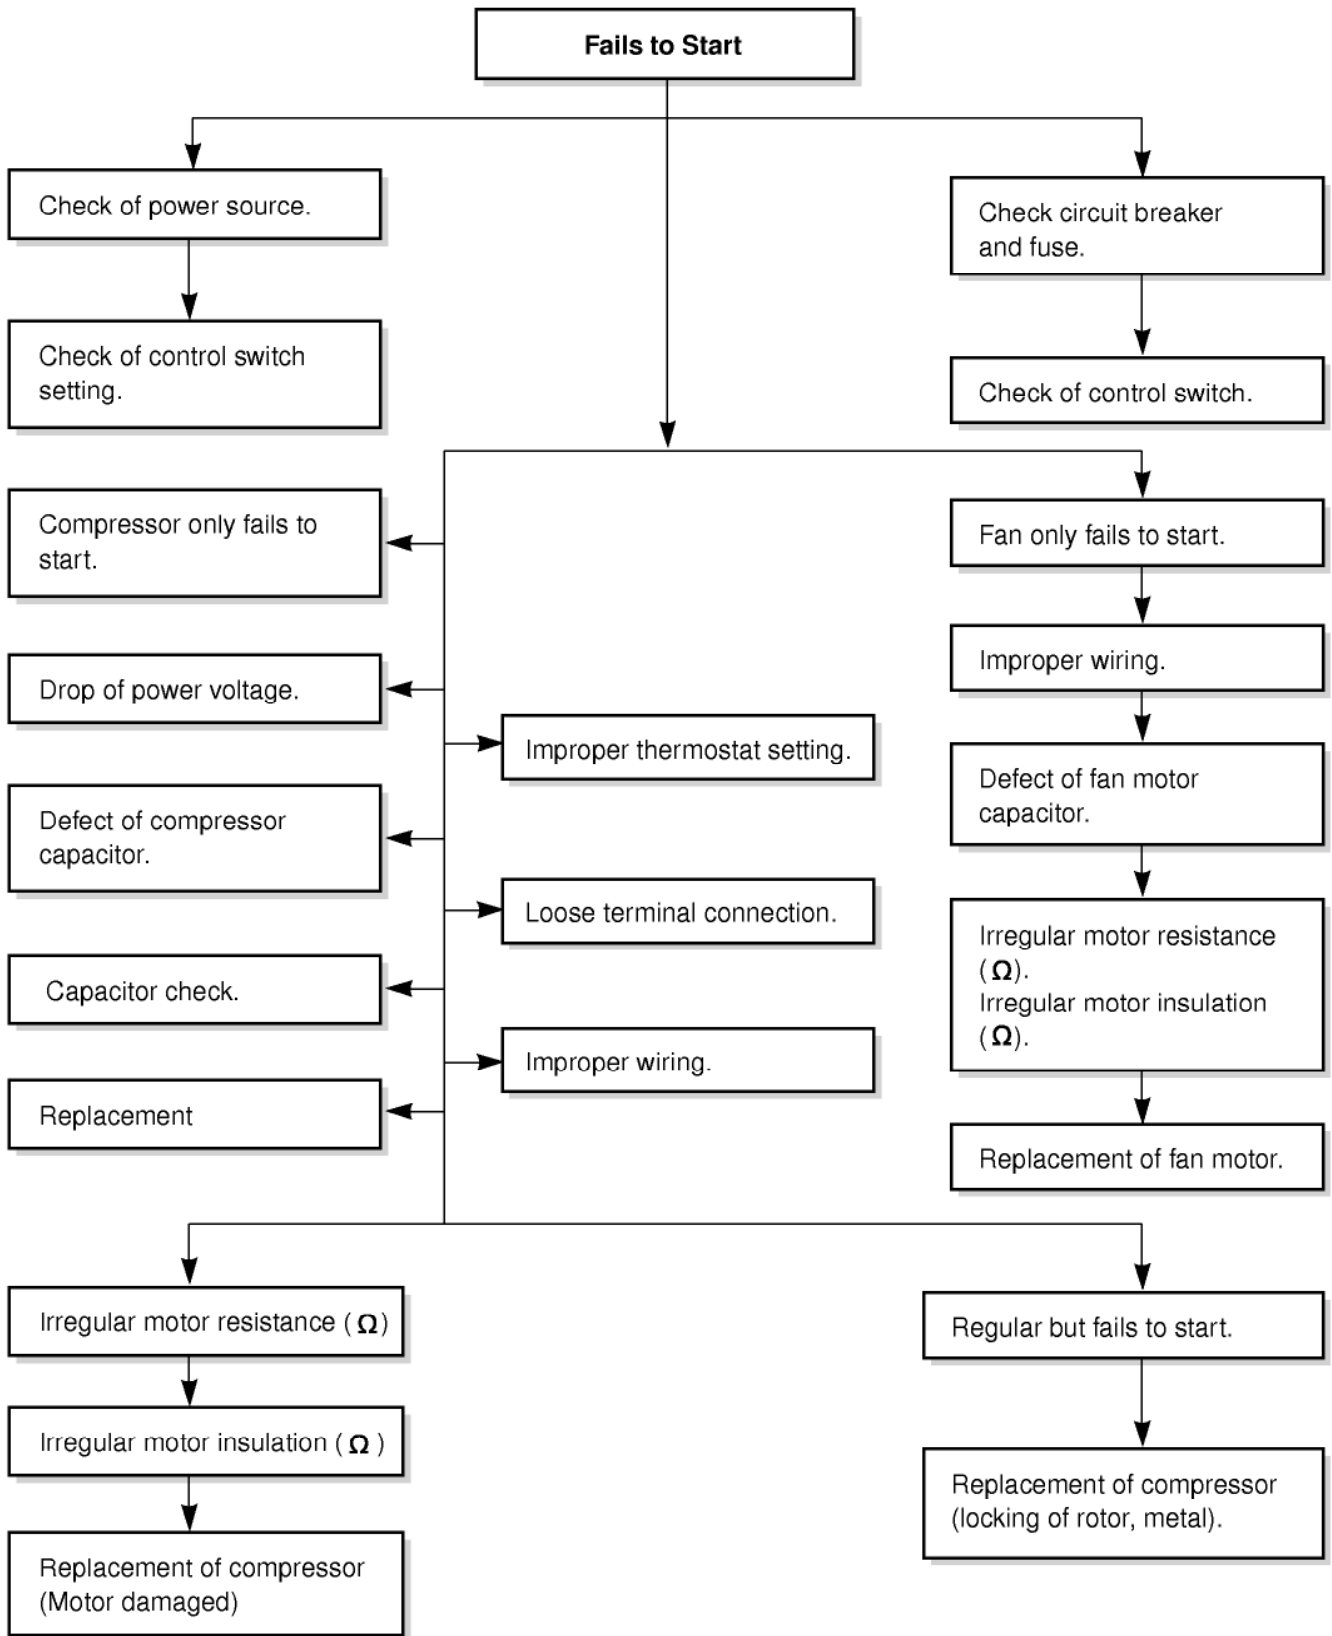 Fails to Start
Check of power source.
Check circuit breaker
and fuse.
Check of control switch
setting.
Check of control switch.
Compressor only fails to
start.
Fan only fails to start.
Improper wiring.
Drop of power voltage.
Improper thermostat setting.
Defect of fan motor
capacitor.
Defect of compressor
capacitor.
Loose terminal connection.
Irregular motor resistance
(Ω).
Irregular motor insulation
(Ω).
Capacitor check.
Improper wiring.
Replacement
Replacement of fan motor.
Irregular motor resistance (Ω)
Regular but fails to start.
Irregular motor insulation (Ω )
Replacement of compressor
(locking of rotor, metal).
Replacement of compressor
(Motor damaged)